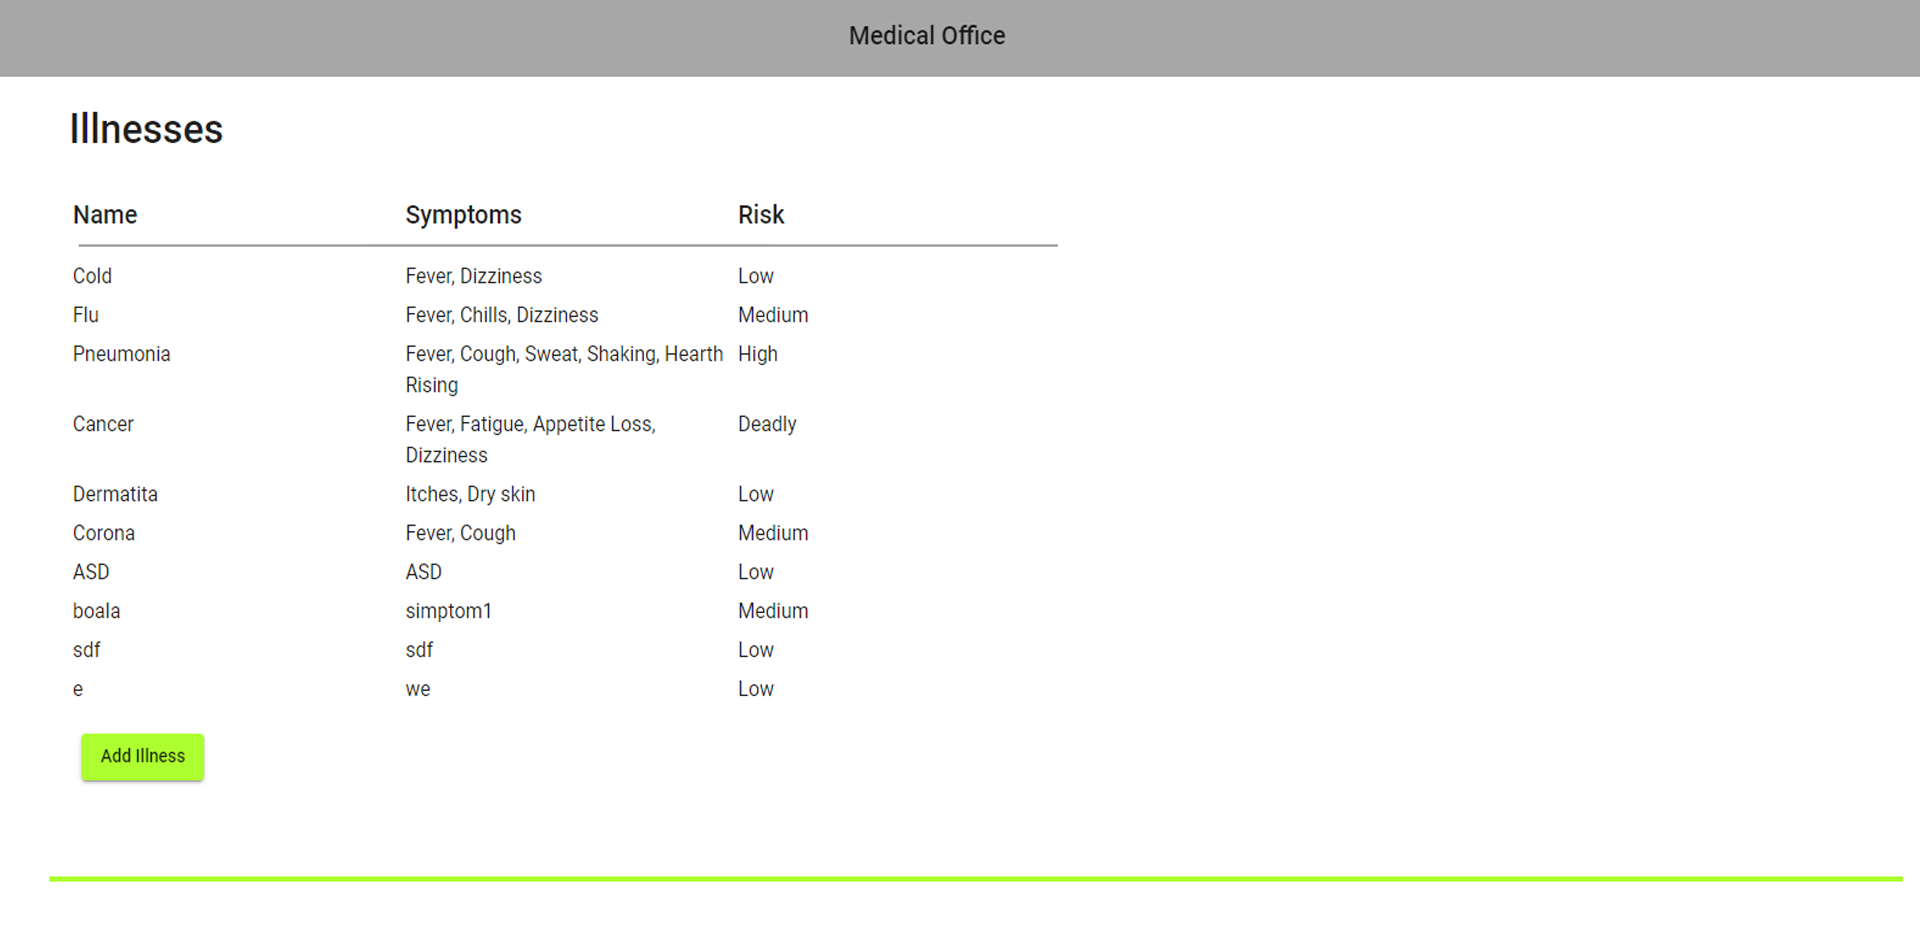 Medical Office
Illnesses
Name Symptoms Risk
Cold Fever, Dizziness Low
Flu Fever, Chills, Dizziness Medium
Pneumonia Fever, Cough, Sweat, Shaking, Hearth High
Rising
Cancer Fever, Fatigue, Appetite Loss, Deadly
Dizziness
Dermatita Itches, Dry skin Low
Corona Fever, Cough Medium
ASD ASD Low
boala simptom1 Medium
sdf sdf Low
e we Low
Add Illness